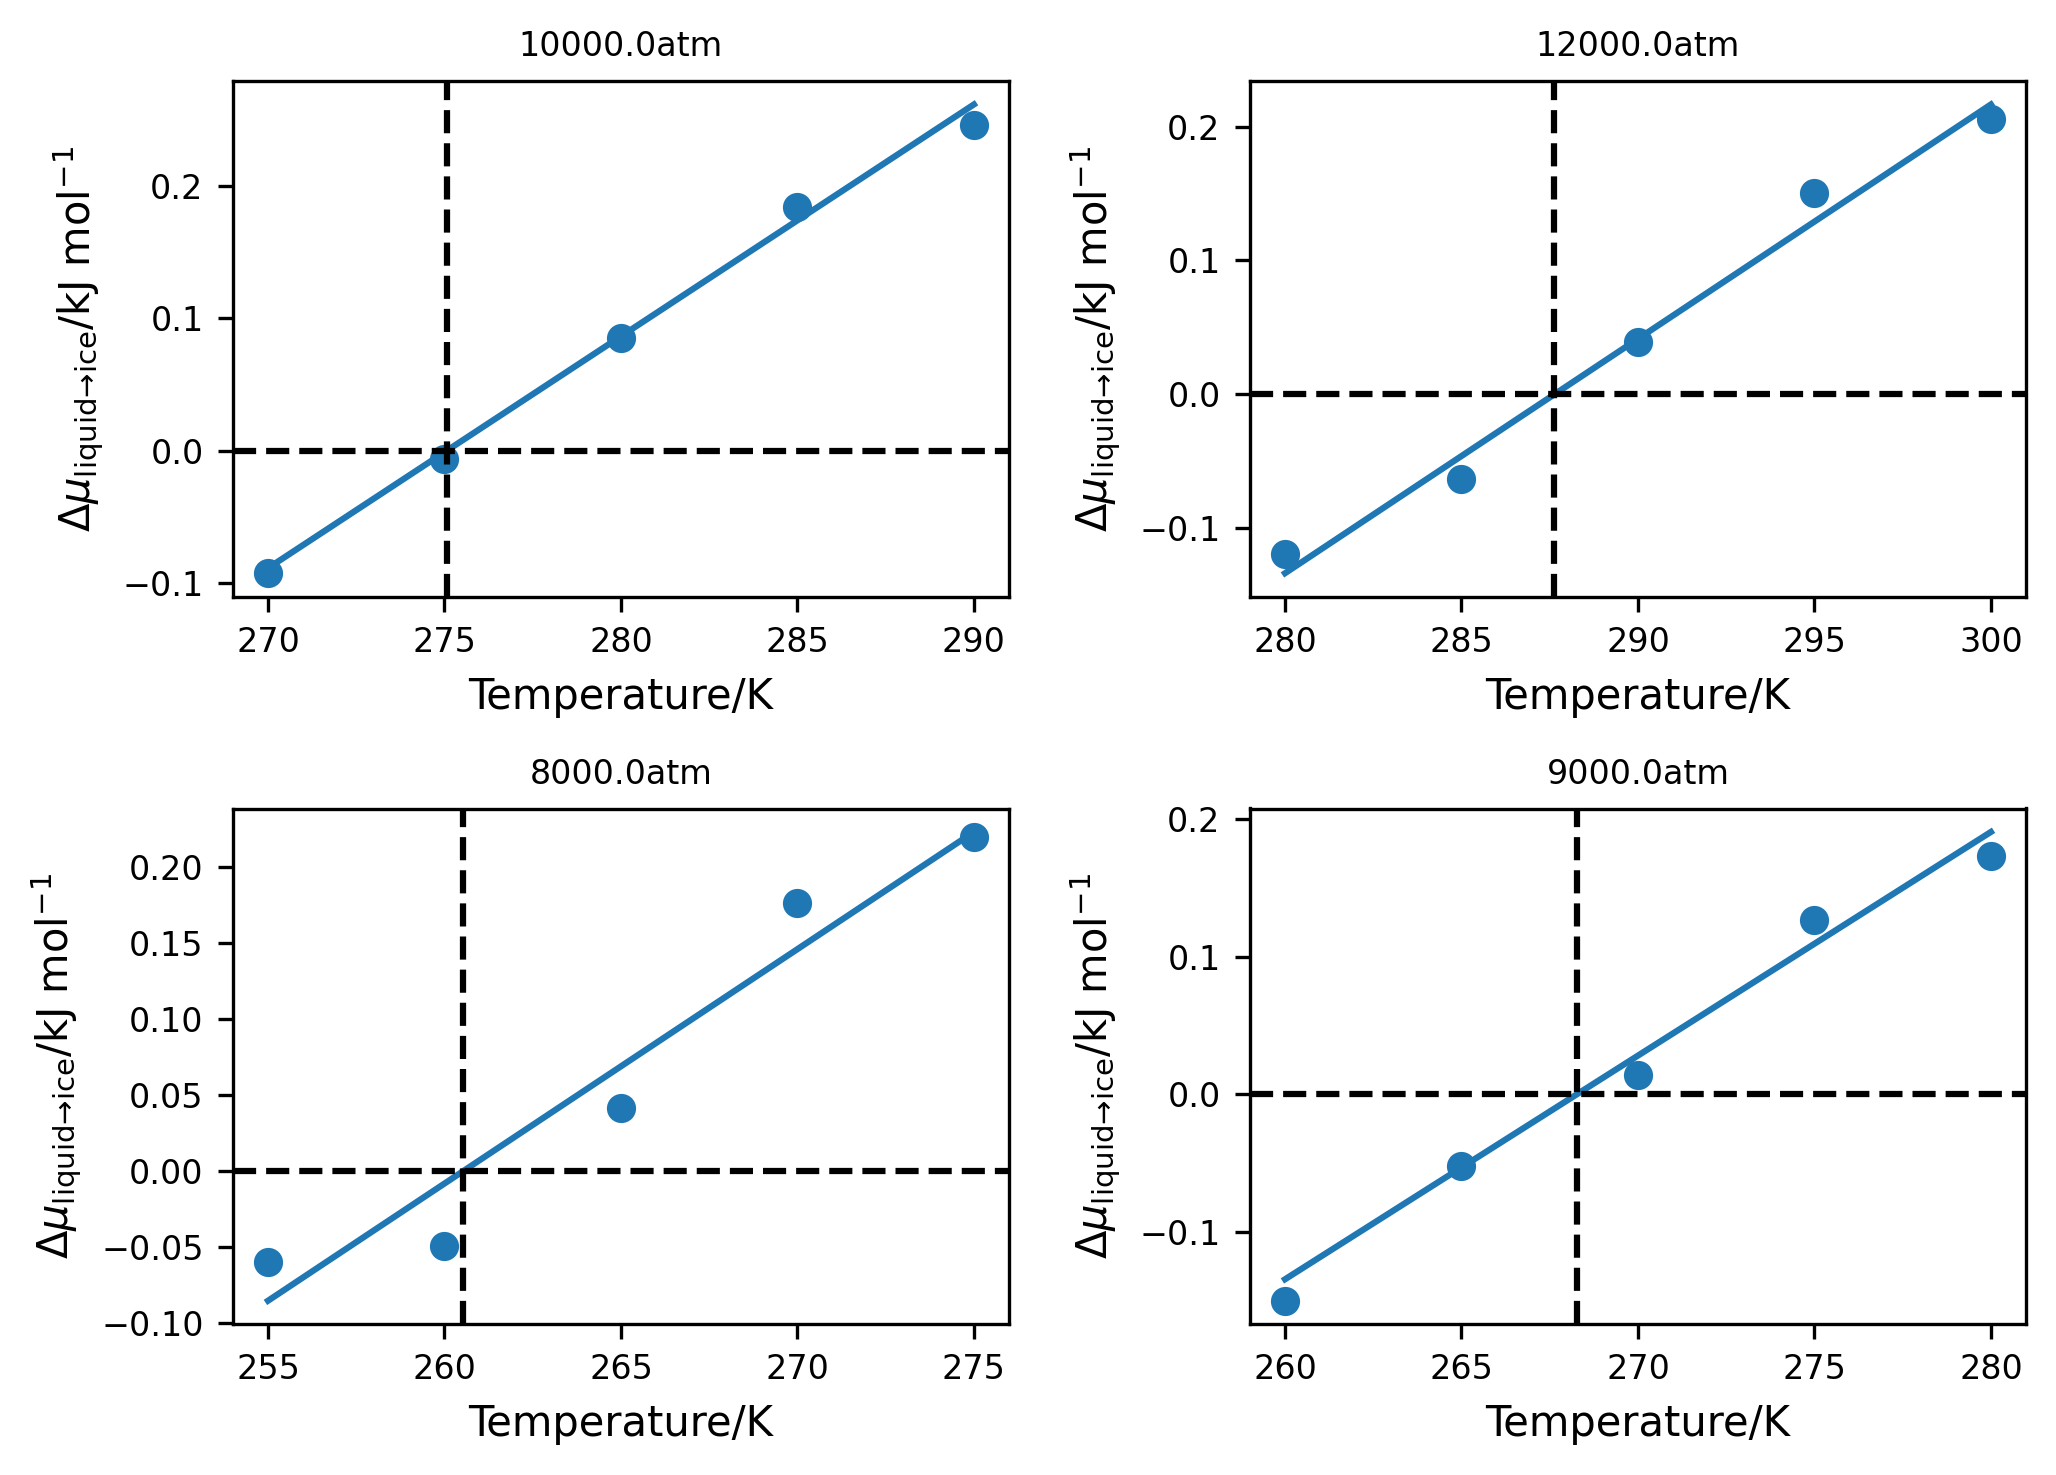 10000.0atm
Δμliquid→ice/kJ mol−1
0.2
0.1
0.0
−0.1
270 275 280 285 290
Temperature/K
12000.0atm
Δμliquid→ice/kJ mol−1
0.2
0.1
0.0
−0.1
280 285 290 295 300
Temperature/K
8000.0atm
Δμliquid→ice/kJ mol−1
0.20
0.15
0.10
0.05
0.00
−0.05
−0.10
255 260 265 270 275
Temperature/K
9000.0atm
Δμliquid→ice/kJ mol−1
0.2
0.1
0.0
−0.1
260 265 270 275 280
Temperature/K